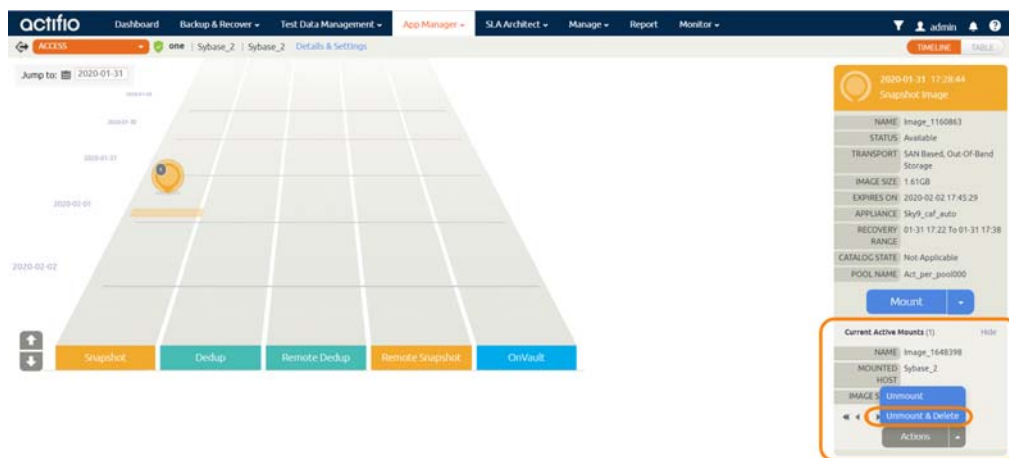 actifio Dashboard Backup & Recover Test Data Management App Manager SLA Architect Manage Report Monitor admin ?
ACCESS one | Sybase_2 | Sybase_2 Details & Settings TIMELINE TABLE
Jump to: 2020-01-31
2020-01-30
2020-01-31
1
2020-02-01
2020-02-02
Snapshot Dedup Remote Dedup Remote Snapshot OnVault
2020-01-31 17:28:44
Snapshot Image
NAME Image_1160863
STATUS Available
TRANSPORT SAN Based, Out-Of-Band
Storage
IMAGE SIZE 1.61GB
EXPIRES ON 2020-02-02 17:45:29
APPLIANCE Sky9_caf_auto
RECOVERY RANGE 01-31 17:22 To 01-31 17:38
CATALOG STATE Not Applicable
POOL NAME Act_per_pool000
Mount
Current Active Mounts (1) Hide
NAME Image_1648398
MOUNTED HOST Sybase_2
IMAGE S
Unmount
Unmount & Delete
Actions